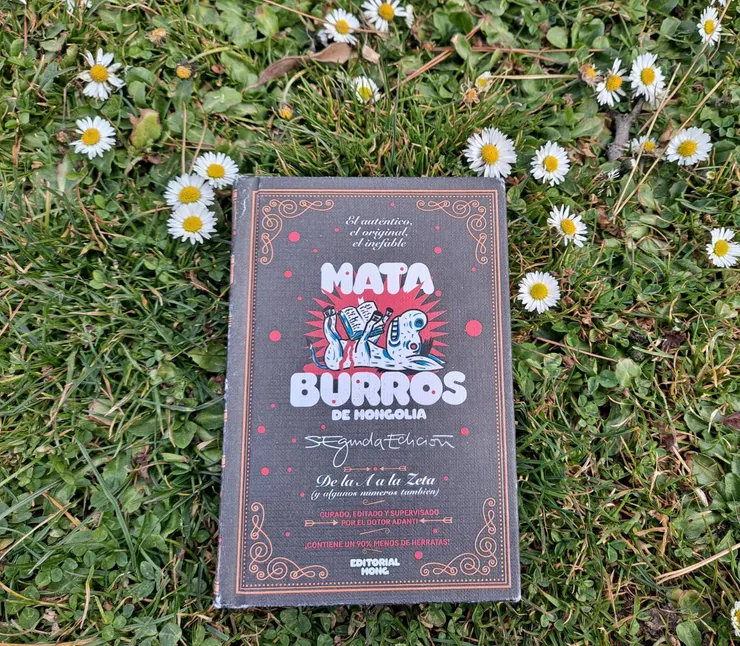 El auténtico,
el original,
el inefable
MATA
BURROS
DE MONGOLIA
Segunda Edición
De la A a la Zeta
(y algunos números también)
CURADO, EDITADO Y SUPERVISADO
POR EL DOTOR ADANTI
¡CONTIENE UN 90% MENOS DE HERRATAS!
EDITORIAL
MONG